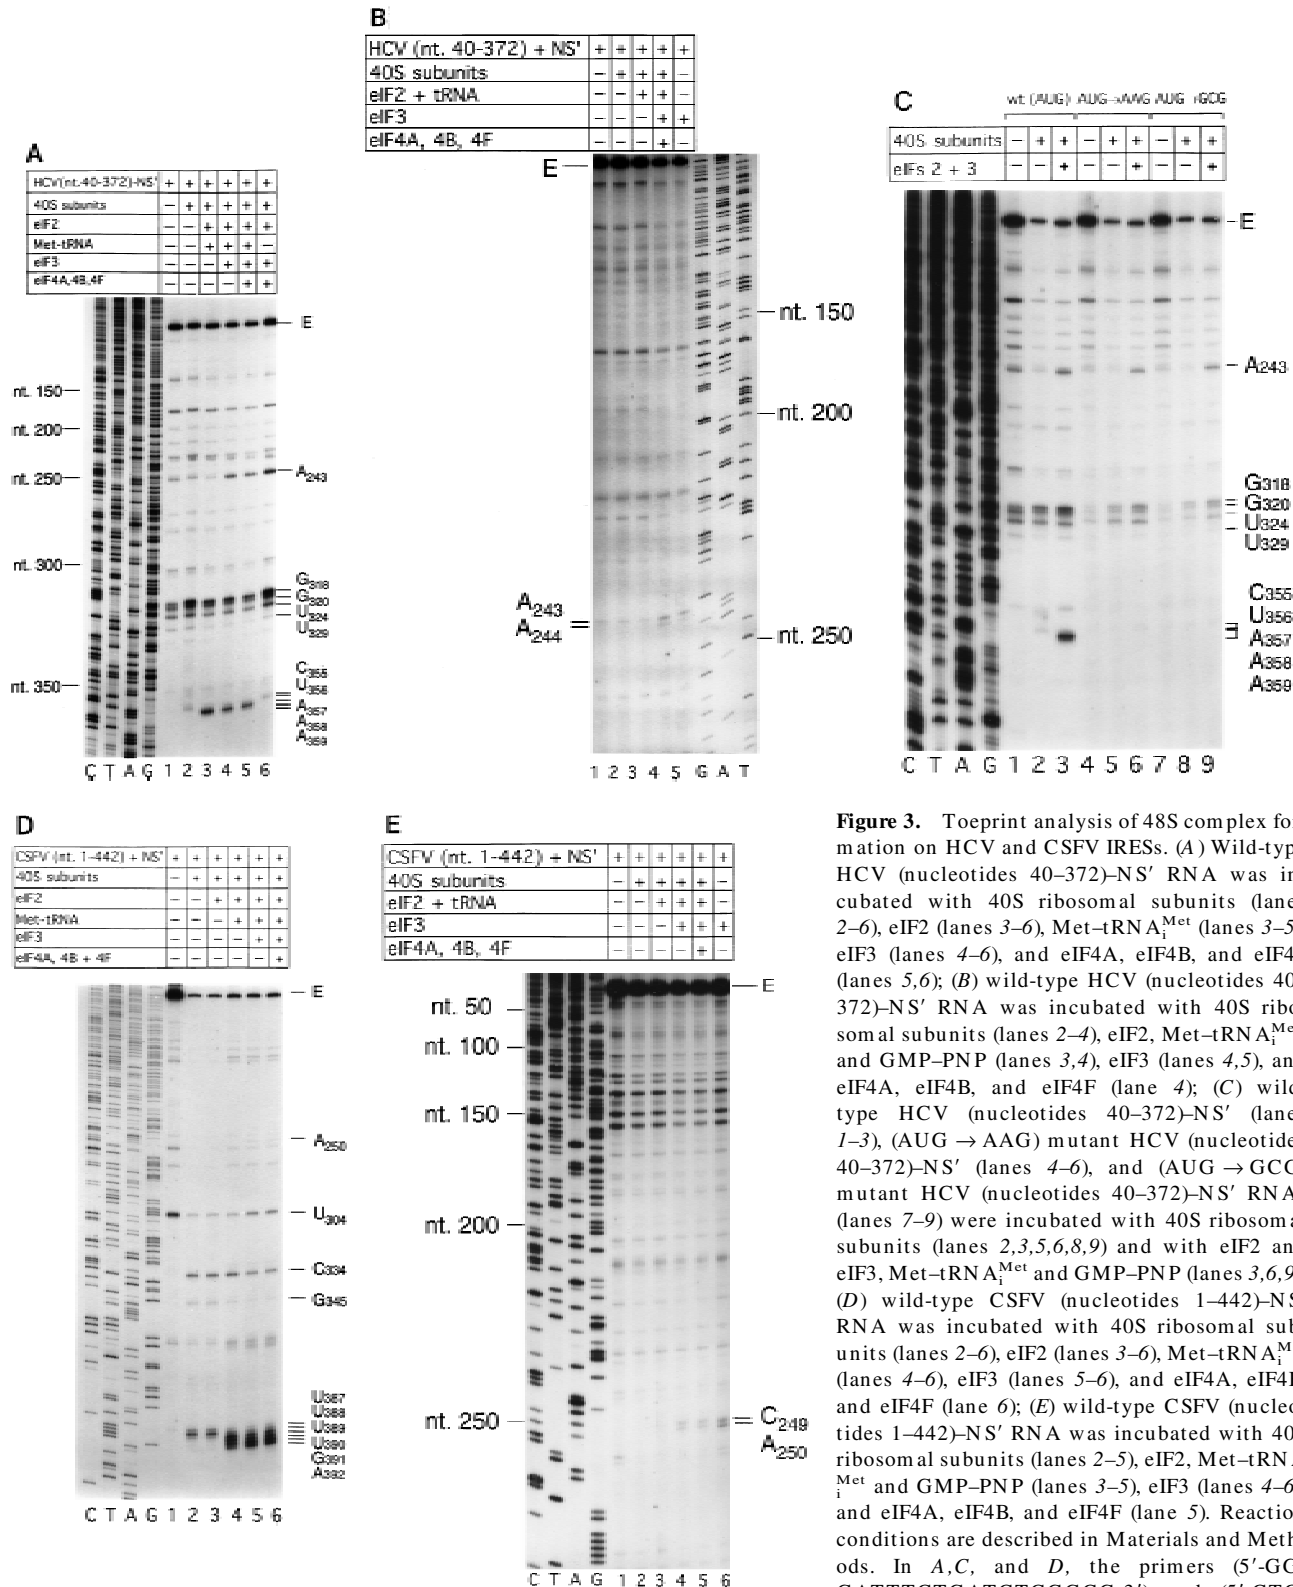 A
HCV(nt.40-372)-NS' + + + + + +
40S subunits – + + + + +
eIF2 – – + + + +
Met-tRNA – – + + + –
eIF3 – – – + + +
eIF4A,4B,4F – – – – + +
E
nt. 150
nt. 200
nt. 250
nt. 300
nt. 350
A243
G318
G320
U324
U329
C355
U356
A357
A358
A359
C T A G 1 2 3 4 5 6
B
HCV (nt. 40-372) + NS' + + + + +
40S subunits – + + + –
eIF2 + tRNA – – + + –
eIF3 – – – + +
eIF4A, 4B, 4F – – – + –
E
nt. 150
nt. 200
nt. 250
A243
A244
1 2 3 4 5 G A T
C
wt (AUG) AUG→AAG AUG GCG
40S subunits – + + – + + – + +
eIFs 2 + 3 – – + – – + – – +
E
A243
G318
G320
U324
U329
C355
U356
A357
A358
A359
C T A G 1 2 3 4 5 6 7 8 9
D
CSFV (nt. 1-442) + NS' + + + + + +
40S subunits – + + + + +
eIF2 – – + + + +
Met-tRNA – – – + + +
eIF3 – – – – + +
eIF4A, 4B + 4F – – – – – +
E
A250
U304
C334
G345
U387
U388
U389
U390
G391
A392
C T A G 1 2 3 4 5 6
E
CSFV (nt. 1-442) + NS' + + + + + +
40S subunits – + + + + –
eIF2 + tRNA – – + + + –
eIF3 – – – + + +
eIF4A, 4B, 4F – – – – + –
E
nt. 50
nt. 100
nt. 150
nt. 200
nt. 250
C249
A250
C T A G 1 2 3 4 5 6
Figure 3. Toeprint analysis of 48S complex for
mation on HCV and CSFV IRESs. (A) Wild-typ
HCV (nucleotides 40–372)–NS′ RNA was in
cubated with 40S ribosomal subunits (lane
2–6), eIF2 (lanes 3–6), Met–tRNAiMet (lanes 3–5
eIF3 (lanes 4–6), and eIF4A, eIF4B, and eIF4
(lanes 5,6); (B) wild-type HCV (nucleotides 40
372)–NS′ RNA was incubated with 40S ribo
somal subunits (lanes 2–4), eIF2, Met–tRNAiMe
and GMP–PNP (lanes 3,4), eIF3 (lanes 4,5), an
eIF4A, eIF4B, and eIF4F (lane 4); (C) wild
type HCV (nucleotides 40–372)–NS′ (lane
1–3), (AUG → AAG) mutant HCV (nucleotide
40–372)–NS′ (lanes 4–6), and (AUG → GCG
mutant HCV (nucleotides 40–372)–NS′ RNA
(lanes 7–9) were incubated with 40S ribosoma
subunits (lanes 2,3,5,6,8,9) and with eIF2 an
eIF3, Met–tRNAiMet and GMP–PNP (lanes 3,6,9
(D) wild-type CSFV (nucleotides 1–442)–NS
RNA was incubated with 40S ribosomal sub
units (lanes 2–6), eIF2 (lanes 3–6), Met–tRNAiM
(lanes 4–6), eIF3 (lanes 5–6), and eIF4A, eIF4
and eIF4F (lane 6); (E) wild-type CSFV (nucleo
tides 1–442)–NS′ RNA was incubated with 40
ribosomal subunits (lanes 2–5), eIF2, Met–tRNA
iMet and GMP–PNP (lanes 3–5), eIF3 (lanes 4–6
and eIF4A, eIF4B, and eIF4F (lane 5). Reaction
conditions are described in Materials and Meth
ods. In A,C, and D, the primers (5′-GG